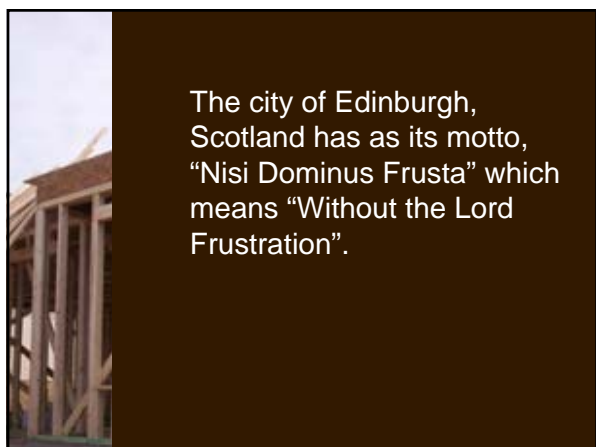 The city of Edinburgh,
Scotland has as its motto,
“Nisi Dominus Frusta” which
means “Without the Lord
Frustration”.